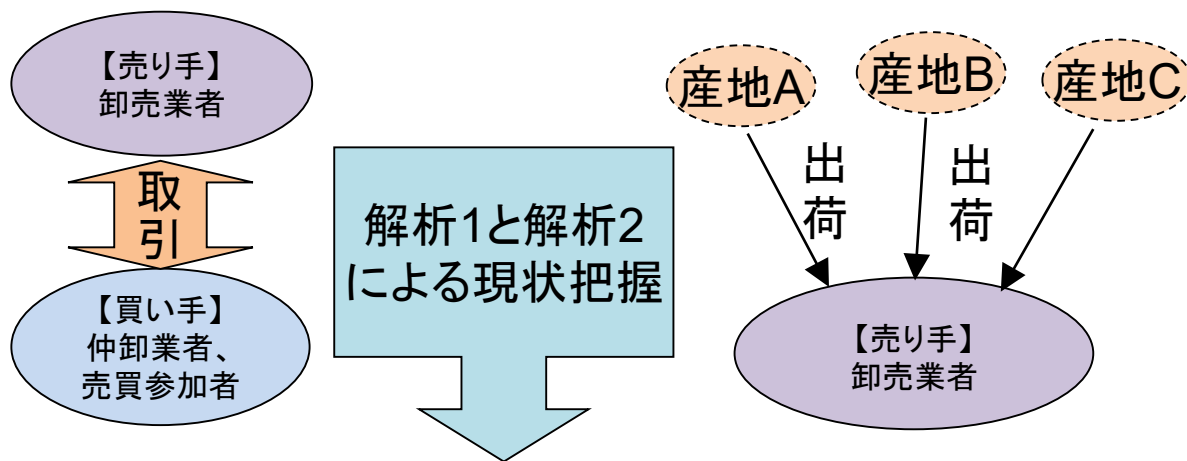 【売り手】
卸売業者
取
引
【買い手】
仲卸業者、
売買参加者
解析1と解析2
による現状把握
産地A
産地B
産地C
出
荷
出
荷
【売り手】
卸売業者